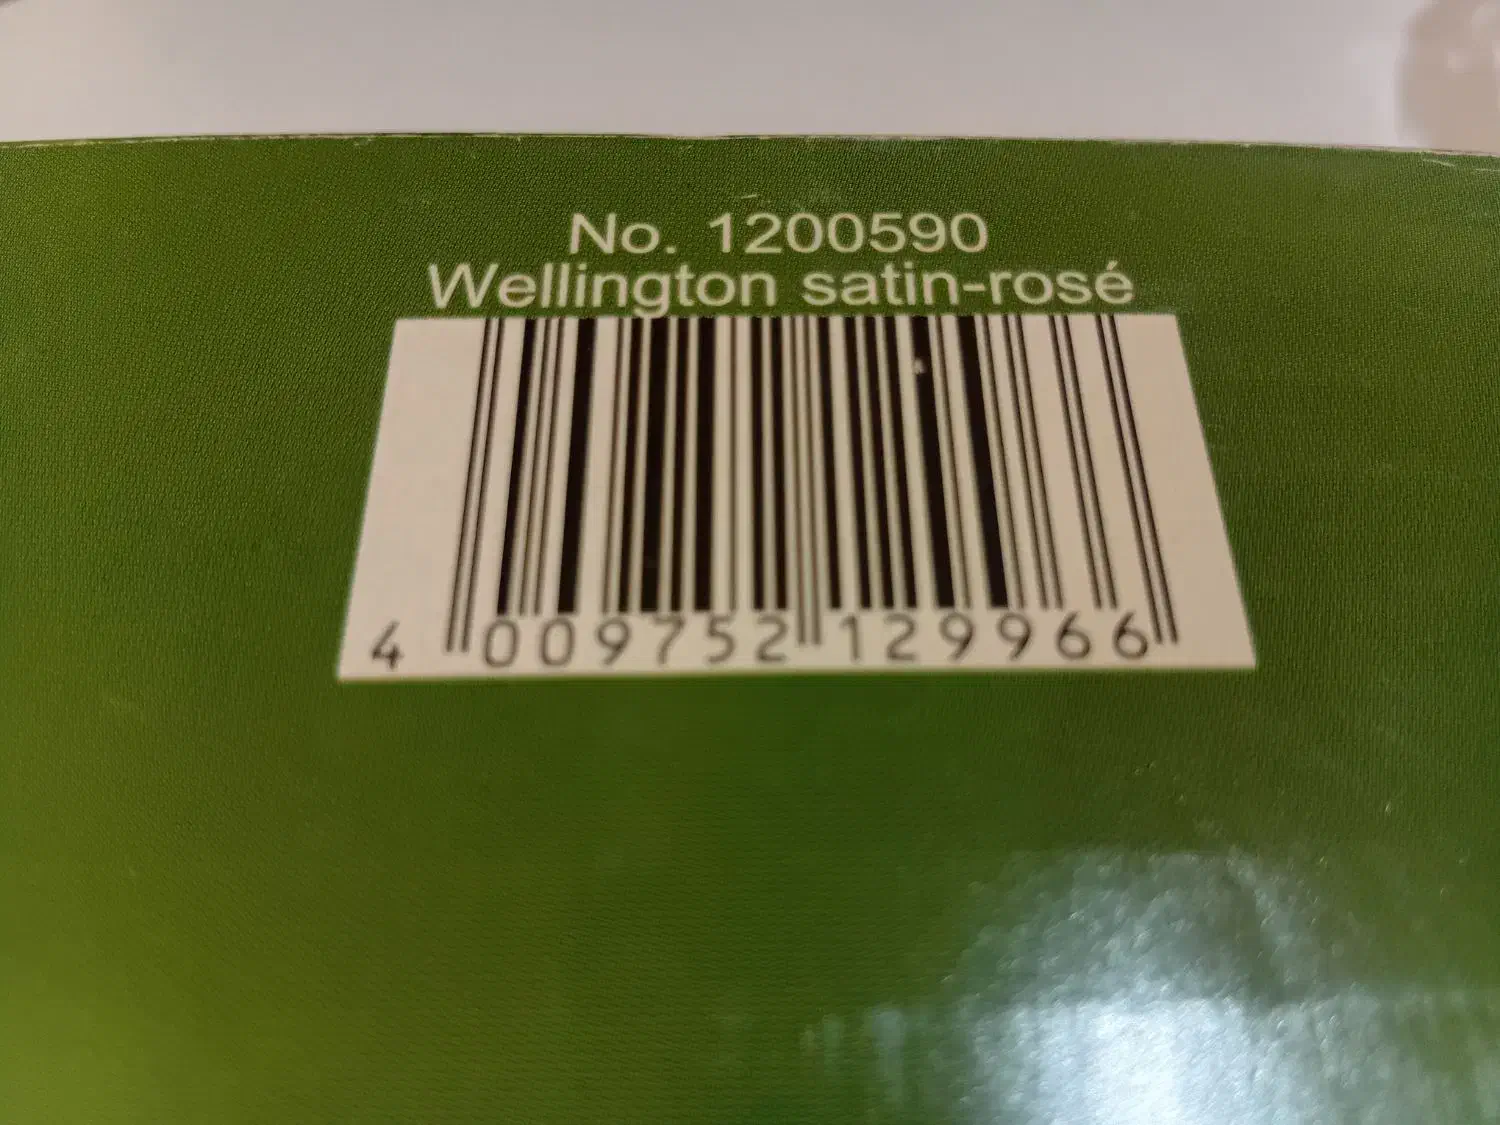 No. 1200590
Wellington satin-rosé
4 009752 129966